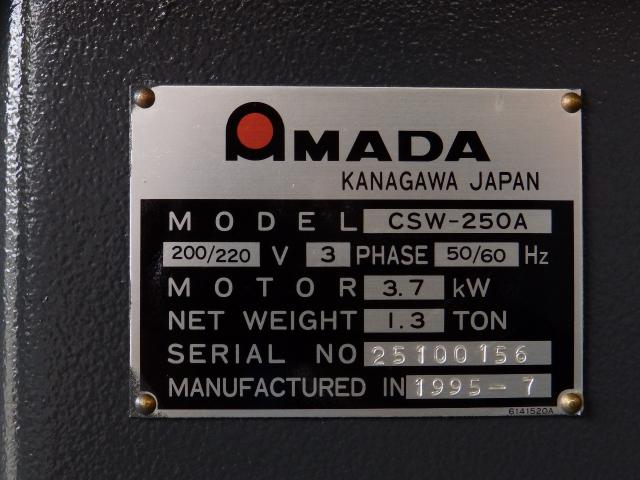 AMADA
KANAGAWA JAPAN
MODEL CSW-250A
200/220 V 3 PHASE 50/60 Hz
MOTOR 3.7 kW
NET WEIGHT 1.3 TON
SERIAL NO 25100156
MANUFACTURED IN 1995-7
6141520A